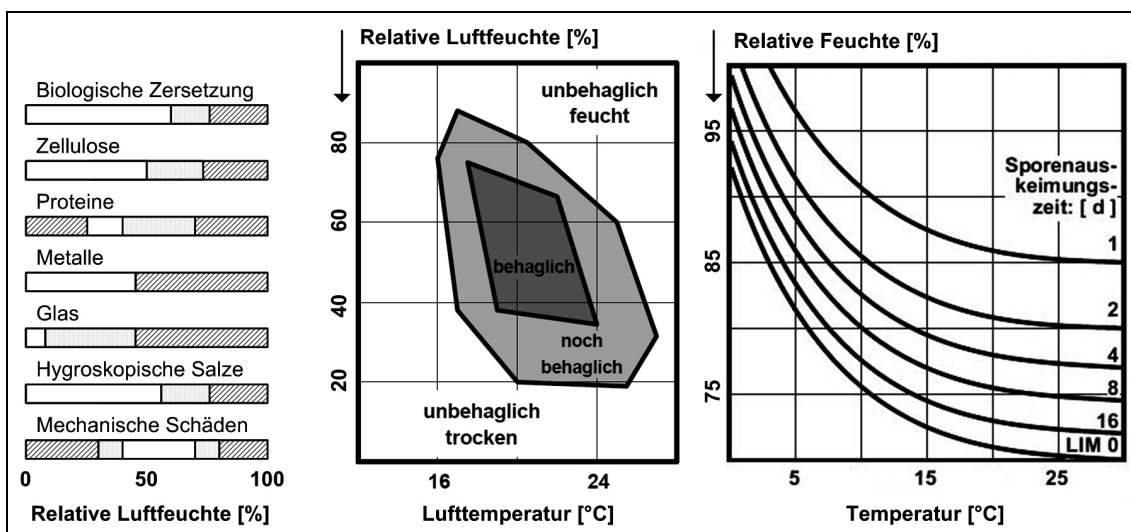 Biologische Zersetzung
Zellulose
Proteine
Metalle
Glas
Hygroskopische Salze
Mechanische Schäden
0 50 100
Relative Luftfeuchte [%]
Relative Luftfeuchte [%]
unbehaglich
feucht
80
60
40
20
behaglich
noch
behaglich
unbehaglich
trocken
16 24
Lufttemperatur [°C]
Relative Feuchte [%]
95
85
75
Sporenaus-
keimungs-
zeit: [ d ]
1
2
4
8
16
LIM 0
5 15 25
Temperatur [°C]